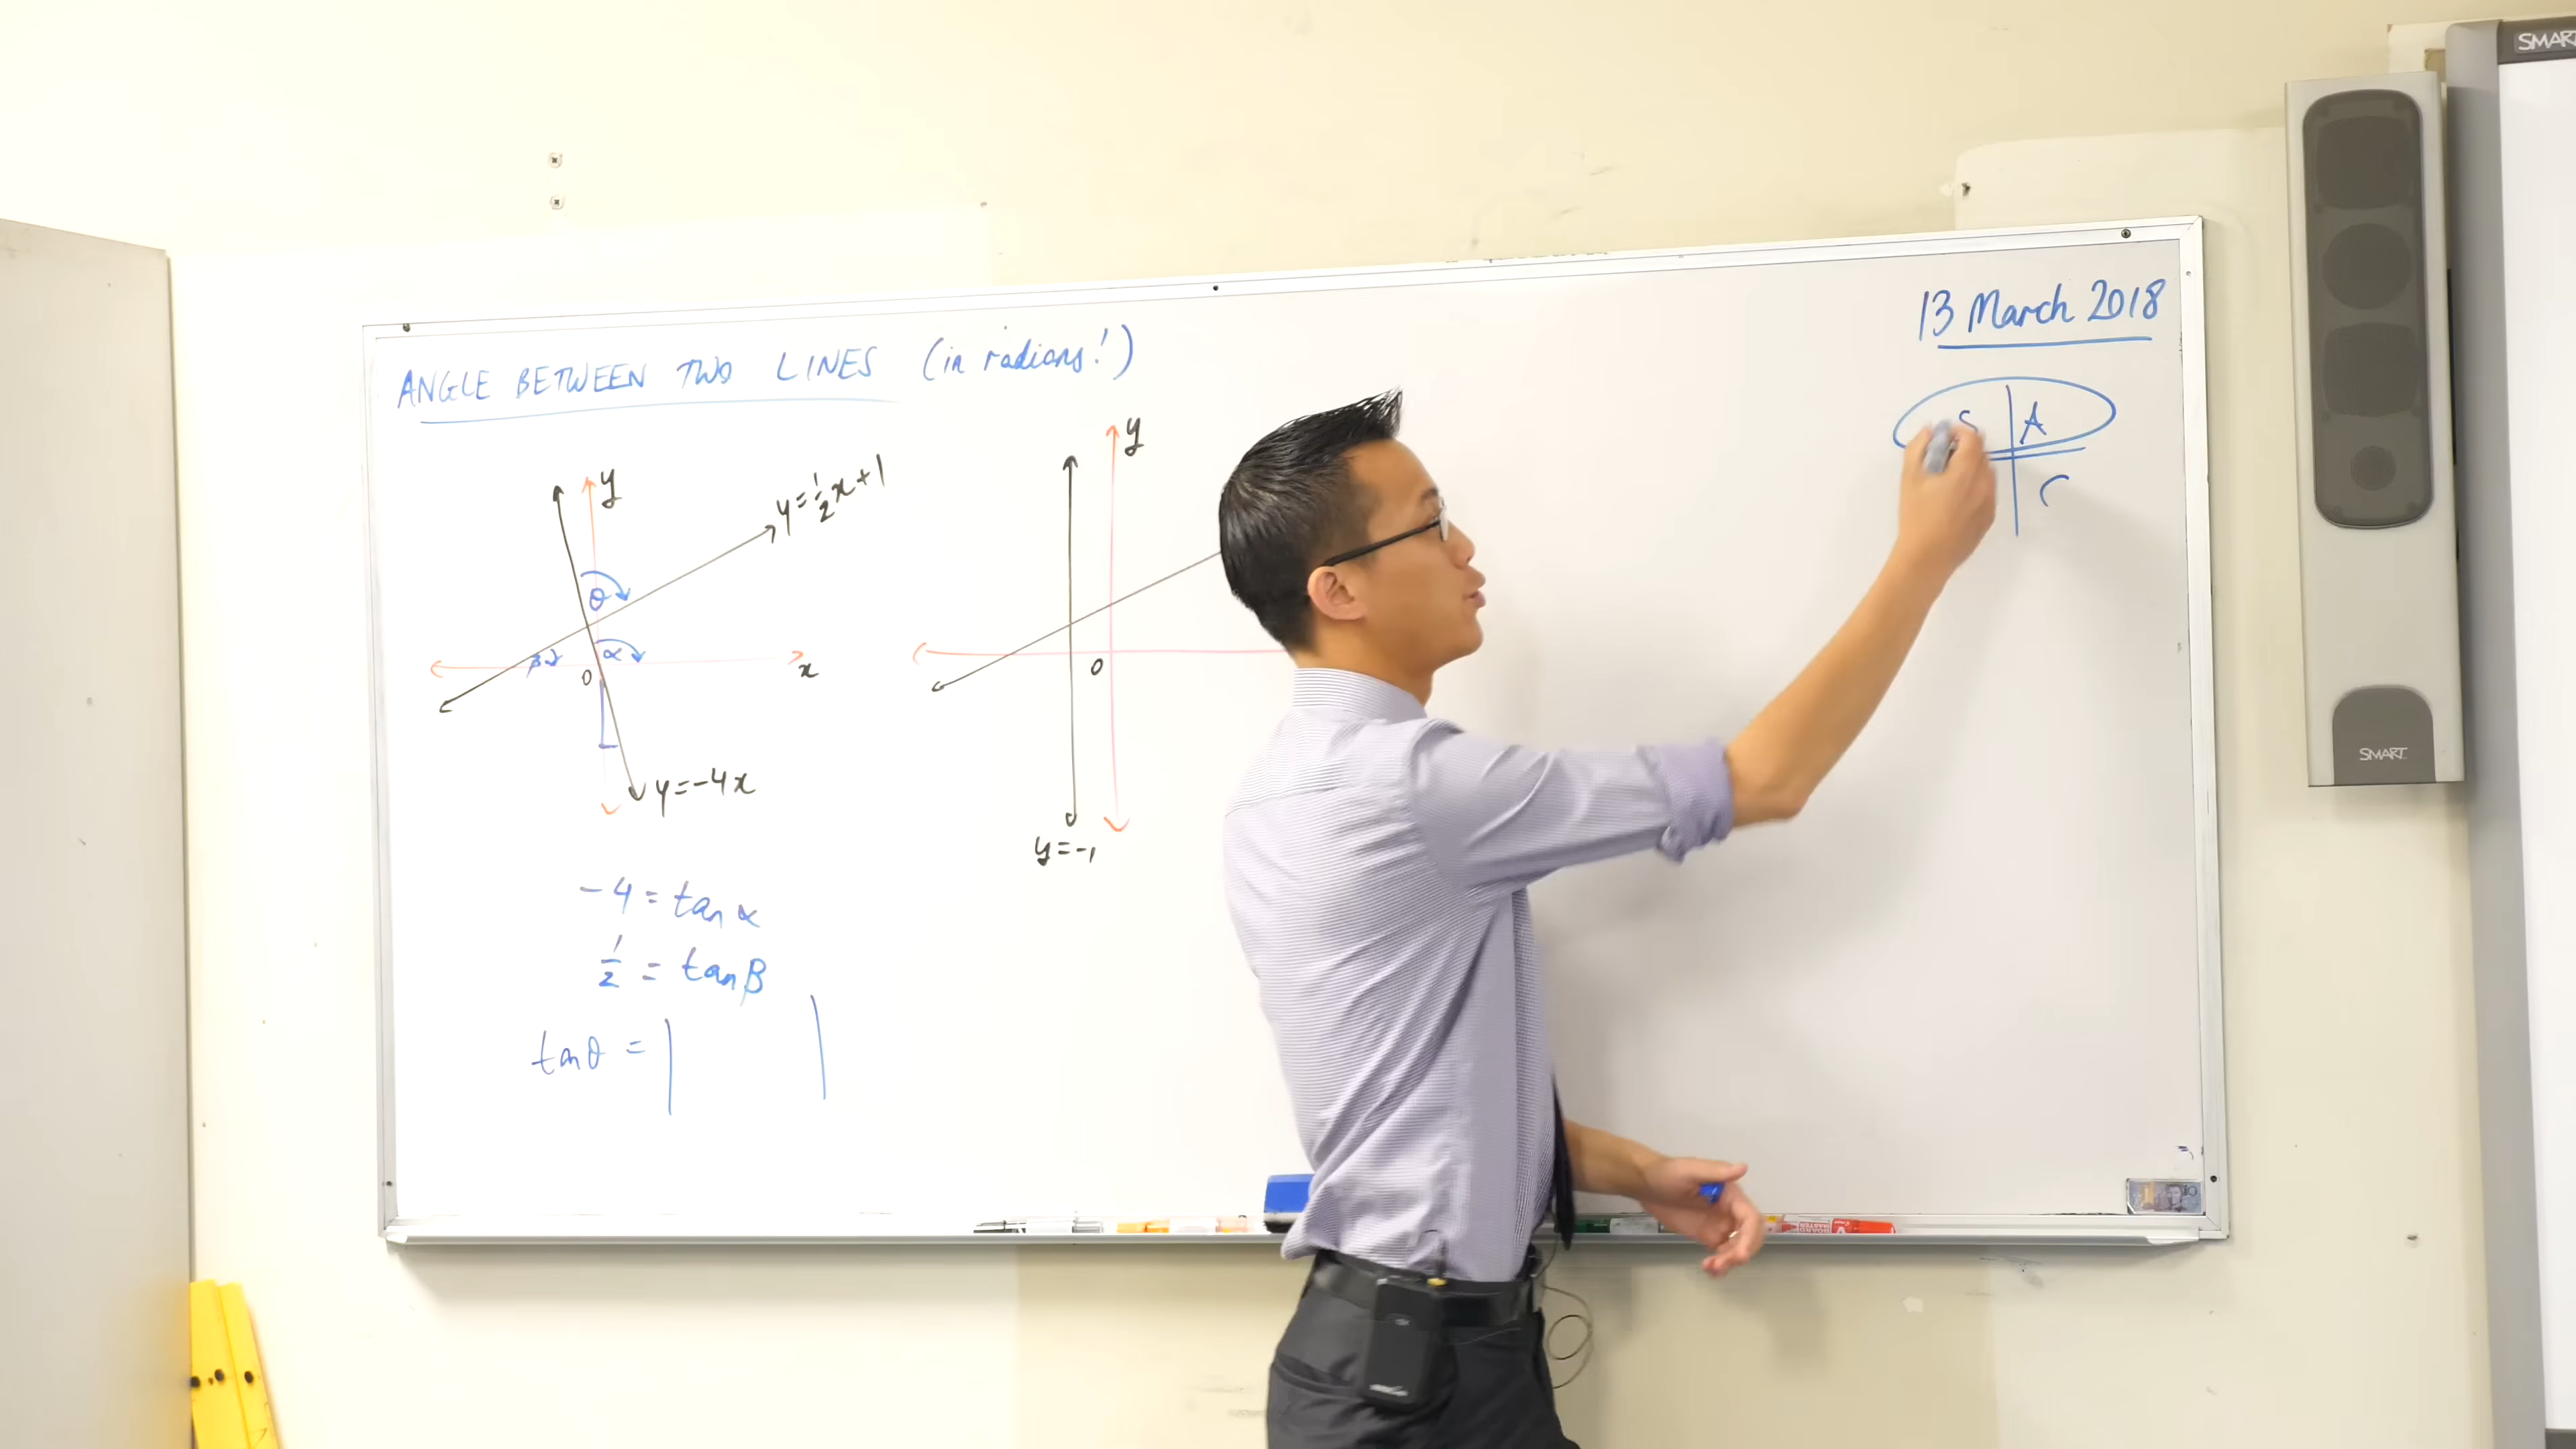 SMART
13 March 2018
ANGLE BETWEEN TWO LINES (in radians!)
S A
C
y
y
y=½x+1
θ
β α
0
x
0
y=-4x
y=-1
SMART
-4 = tan α
½ = tan β
tan θ = | |